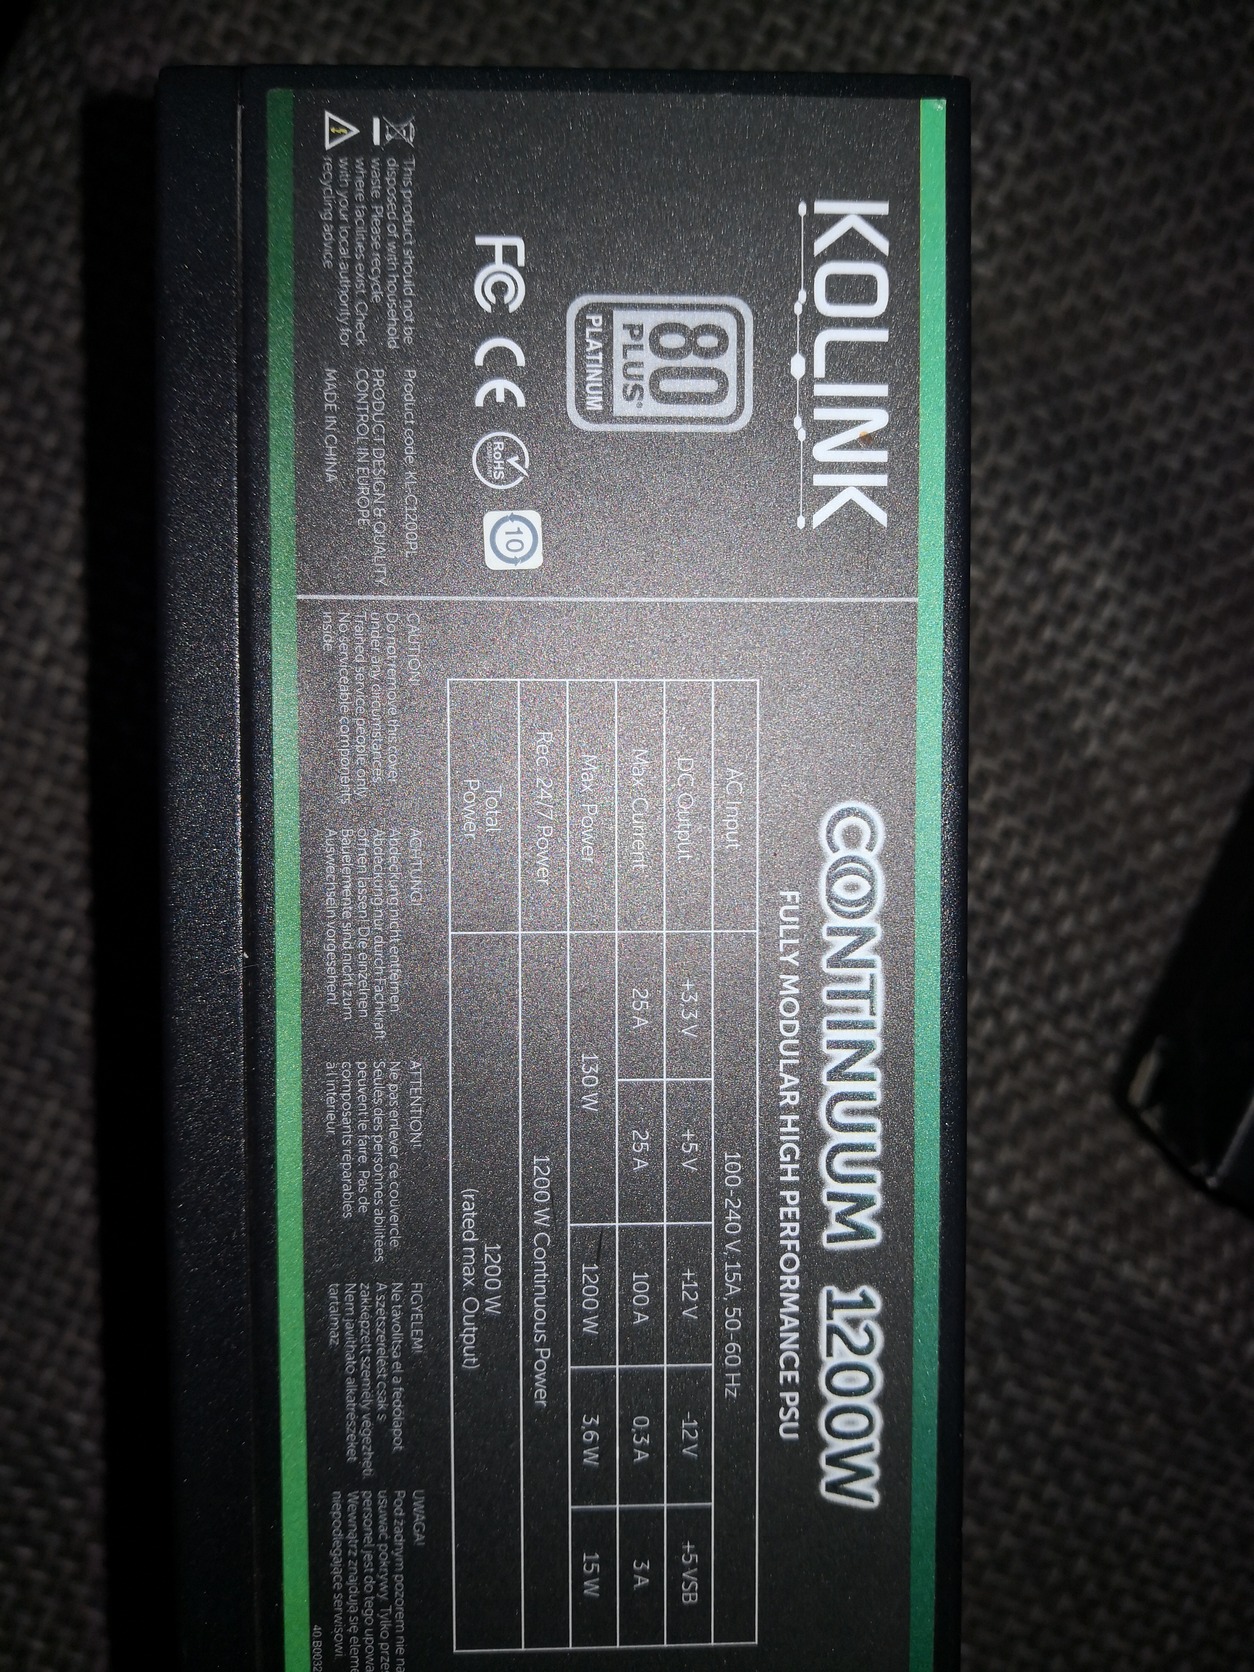 KOLINK
80
PLUS®
PLATINUM
FC CE RoHS 10
This product should not be
disposed of with household
waste. Please recycle
where facilities exist. Check
with your local authority for
recycling advice
Product code: KL-C1200PL
PRODUCT DESIGN & QUALITY
CONTROL IN EUROPE
MADE IN CHINA
CONTINUUM 1200W
FULLY MODULAR HIGH PERFORMANCE PSU
AC Input 100-240 V, 15A, 50-60 Hz
DC Output +3,3 V +5 V +12 V -12 V +5 VSB
Max. Current 25 A 25 A 100 A 0,3 A 3 A
Max. Power 130 W 1200 W 3,6 W 15 W
Rec. 24/7 Power 1200 W Continuous Power
Total
Power
1200 W
(rated max. Output)
CAUTION!
Do not remove this cover
under any circumstances.
Trained service people only.
No serviceable components
inside.
ACHTUNG!
Abdeckung nicht entfernen.
Abdeckung nur durch Fachkraft
öffnen lassen! Die einzelnen
Bauelemente sind nicht zum
Auswechseln vorgesehen!
ATTENTION!
Ne pas enlever ce couvercle.
Seules des personnes abilitées
peuvent le faire. Pas de
composants reparables
à l intérieur.
FIGYELEM!
Ne távolítsa el a fedőlapot.
A szétszerelést csak s
zakképzett személy végezheti.
Nem javítható alkatrészeket
tartalmaz.
UWAGA!
Pod żadnym pozorem nie
usuwać pokrywy. Tylko
personel jest do tego
Wewnątrz znajdują się
niepodlegające serwisowi.